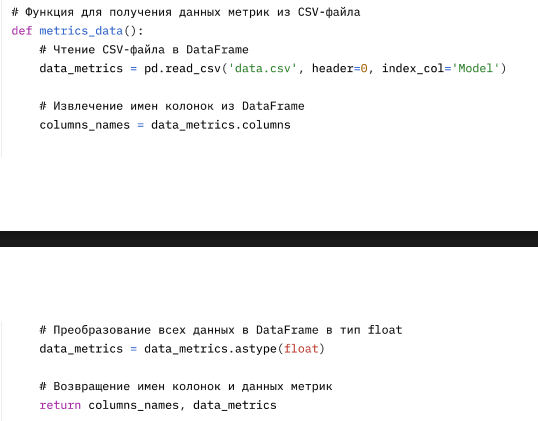 # Функция для получения данных метрик из CSV-файла
def metrics_data():
    # Чтение CSV-файла в DataFrame
    data_metrics = pd.read_csv('data.csv', header=0, index_col='Model')
    # Извлечение имен колонок из DataFrame
    columns_names = data_metrics.columns
    # Преобразование всех данных в DataFrame в тип float
    data_metrics = data_metrics.astype(float)
    # Возвращение имен колонок и данных метрик
    return columns_names, data_metrics